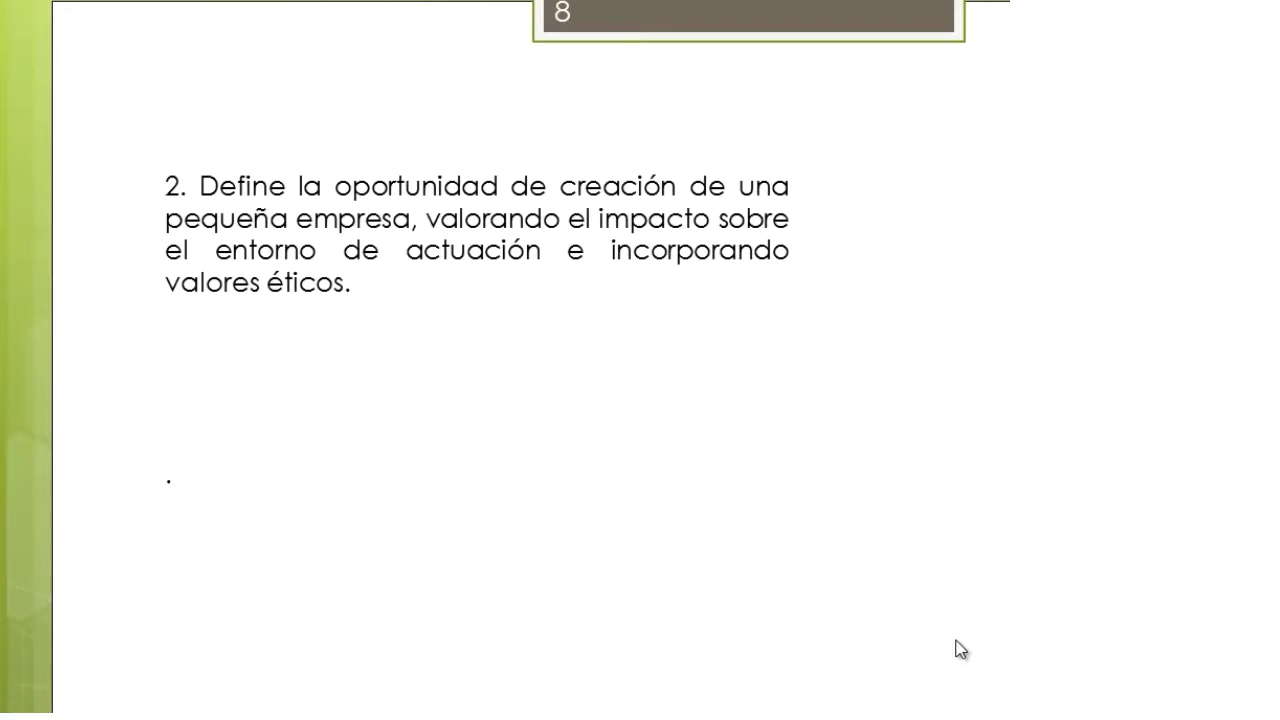 8
2. Define la oportunidad de creación de una
pequeña empresa, valorando el impacto sobre
el entorno de actuación e incorporando
valores éticos.
.